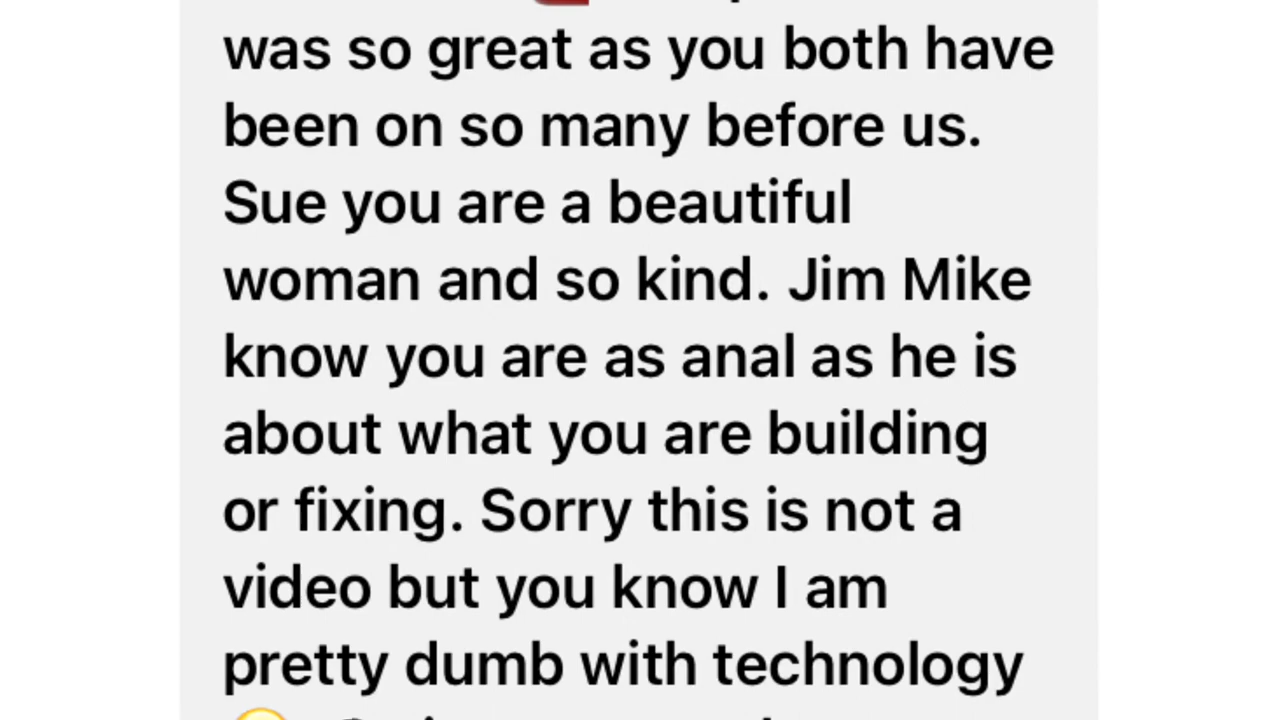 was so great as you both have
been on so many before us.
Sue you are a beautiful
woman and so kind. Jim Mike
know you are as anal as he is
about what you are building
or fixing. Sorry this is not a
video but you know I am
pretty dumb with technology